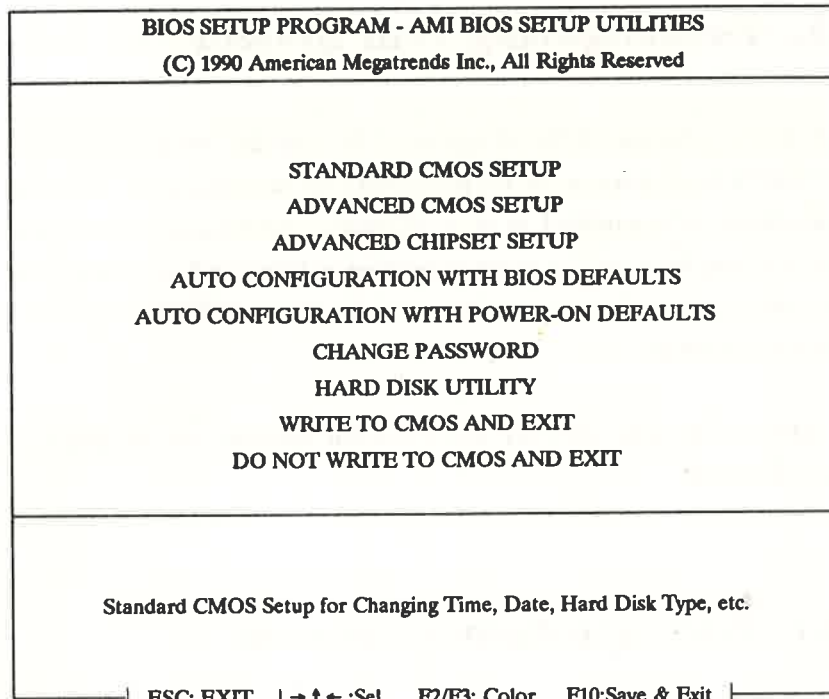 BIOS SETUP PROGRAM - AMI BIOS SETUP UTILITIES
(C) 1990 American Megatrends Inc., All Rights Reserved
STANDARD CMOS SETUP
ADVANCED CMOS SETUP
ADVANCED CHIPSET SETUP
AUTO CONFIGURATION WITH BIOS DEFAULTS
AUTO CONFIGURATION WITH POWER-ON DEFAULTS
CHANGE PASSWORD
HARD DISK UTILITY
WRITE TO CMOS AND EXIT
DO NOT WRITE TO CMOS AND EXIT
Standard CMOS Setup for Changing Time, Date, Hard Disk Type, etc.
ESC: EXIT ↓→↑←:Sel F2/F3: Color F10:Save & Exit